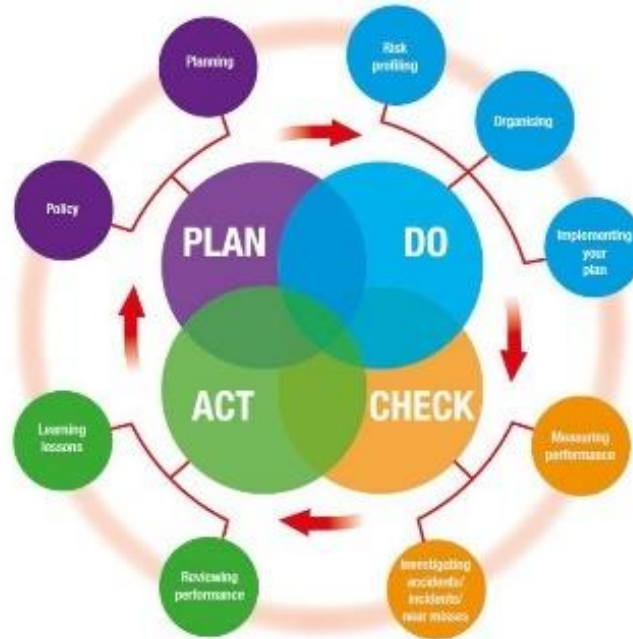 Planning
Risk
profiling
Organising
Policy
PLAN
DO
Implementing
your
plan
ACT
CHECK
Learning
lessons
Measuring
performance
Reviewing
performance
Investigating
accidents/
incidents/
near misses